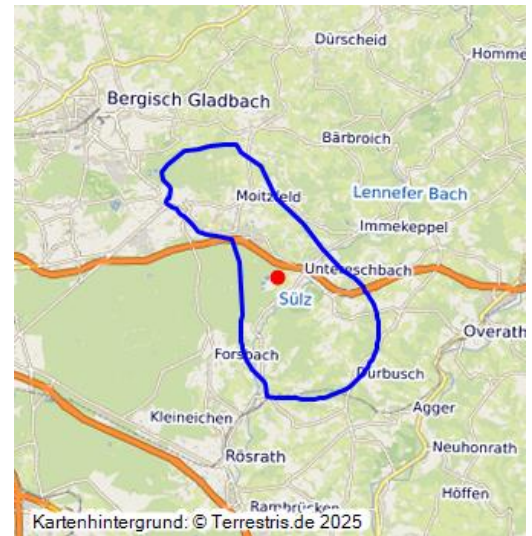 Dürscheid
Homme
Bergisch Gladbach
Bärbroich
Moitzfeld
Lennefer Bach
Immekeppel
Untereschbach
Sülz
Overath
Forsbach
Durbusch
Kleineichen
Agger
Neuhonrath
Rösrath
Höffen
Rambrücken
Kartenhintergrund: © Terrestris.de 2025